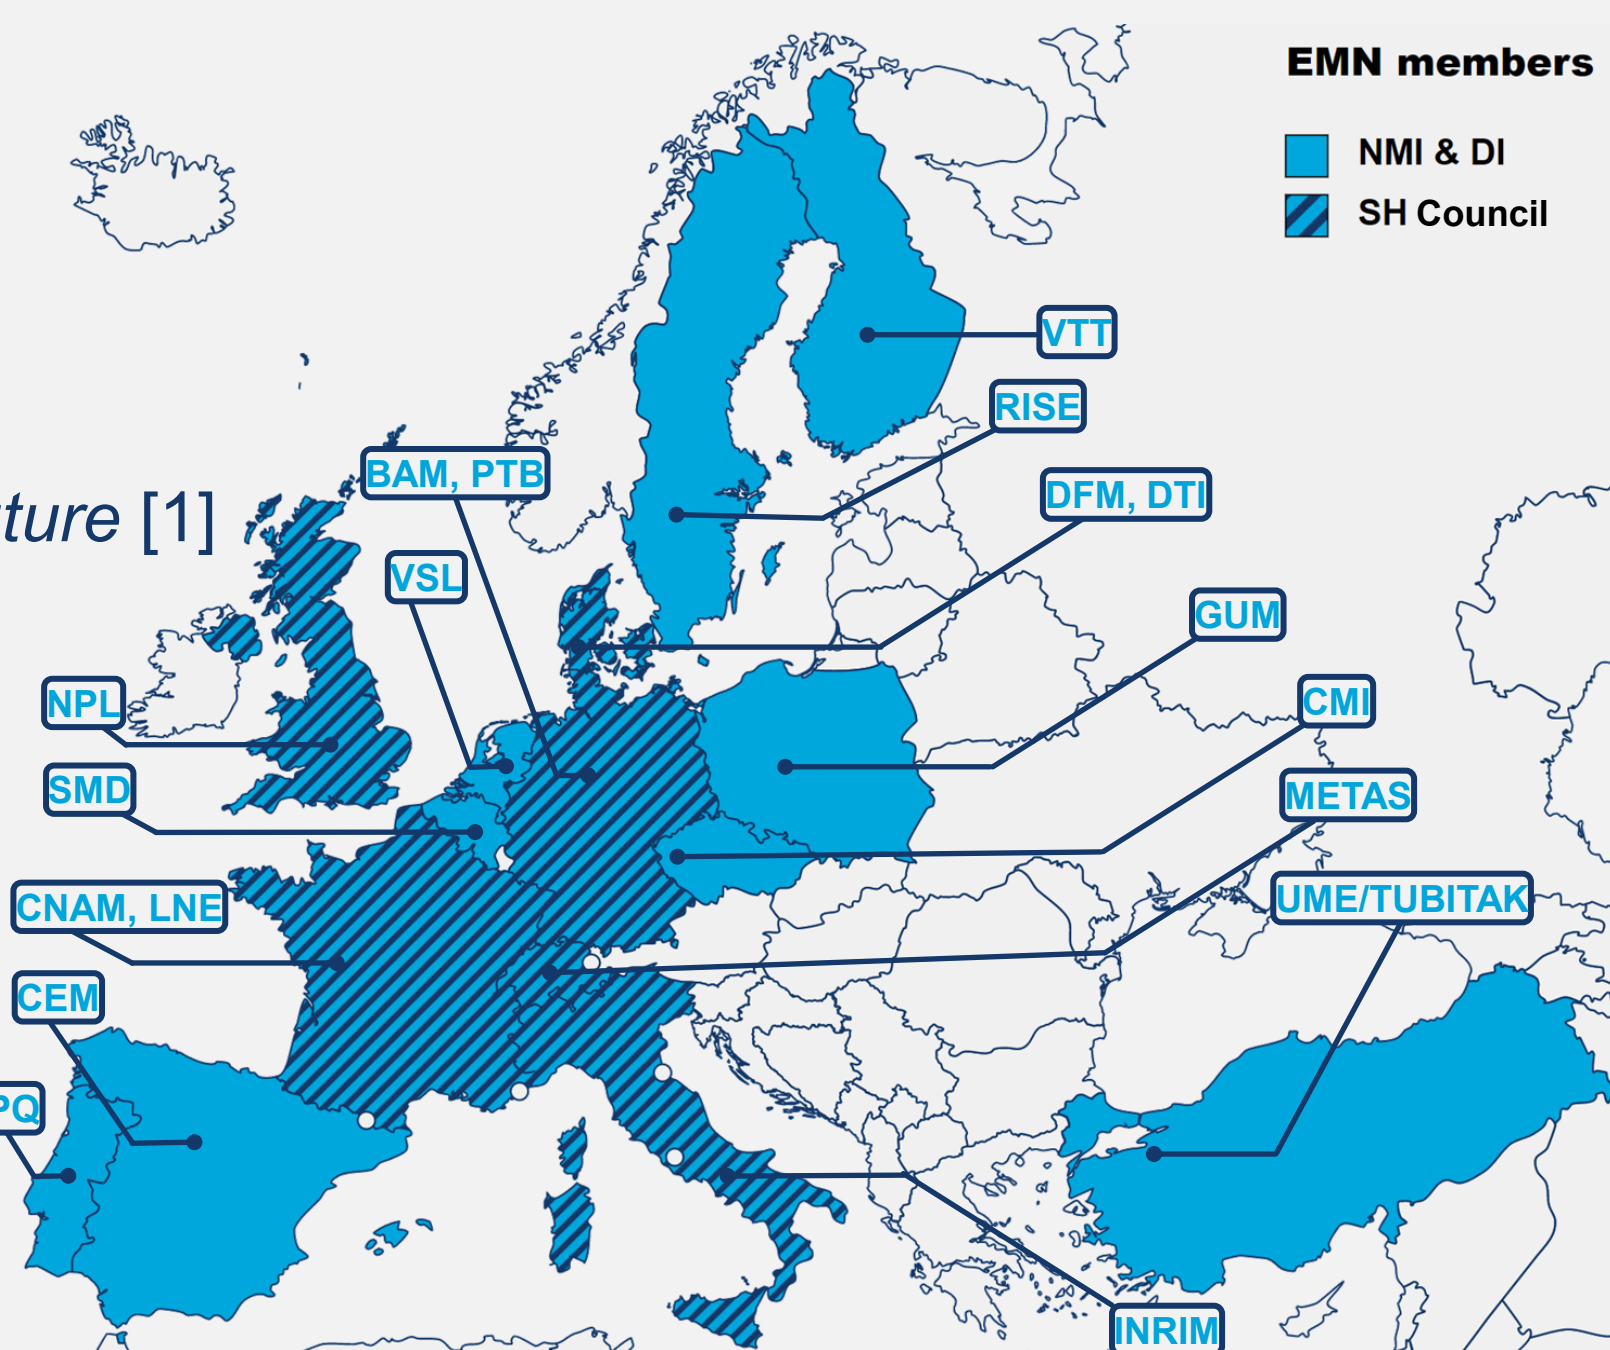 EMN members
NMI & DI
SH Council
VTT
RISE
BAM, PTB
DFM, DTI
ture [1]
VSL
GUM
NPL
CMI
SMD
METAS
CNAM, LNE
UME/TUBITAK
CEM
PQ
INRIM